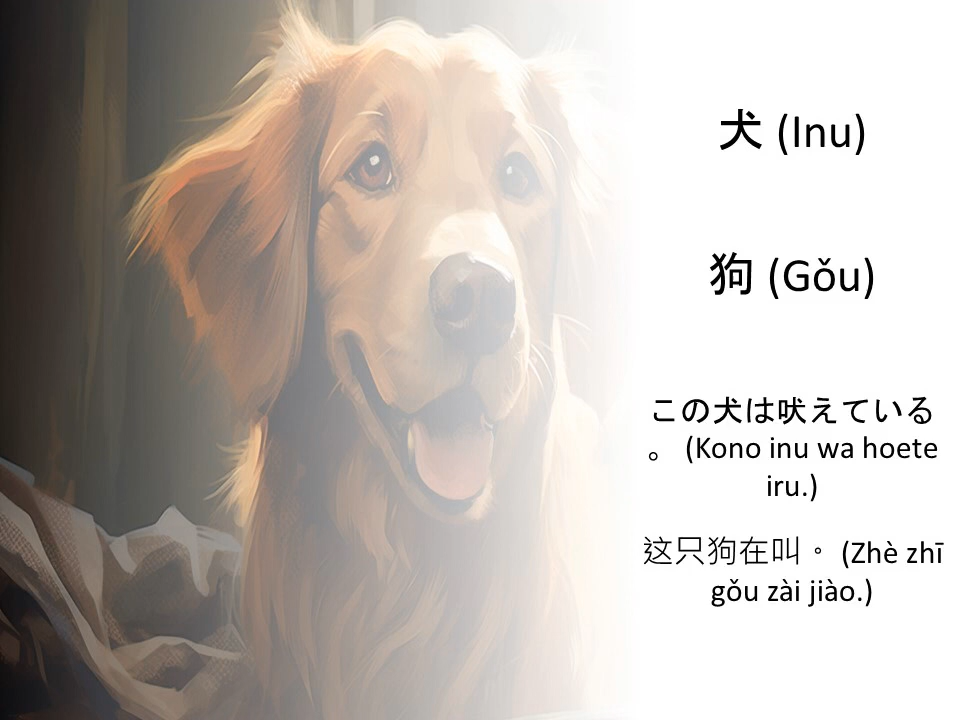 犬 (Inu)
狗 (Gǒu)
この犬は吠えている
。 (Kono inu wa hoete
iru.)
这只狗在叫。 (Zhè zhī
gǒu zài jiào.)